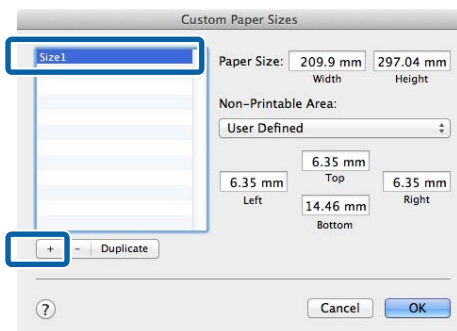 Custom Paper Sizes
Size1
Paper Size: 209.9 mm 297.04 mm
Width Height
Non-Printable Area:
User Defined
6.35 mm
Top
6.35 mm 6.35 mm
Left Right
14.46 mm
Bottom
+ - Duplicate
? Cancel OK